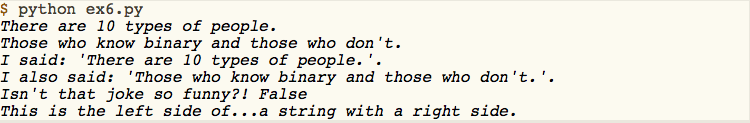 $ python ex6.py
There are 10 types of people.
Those who know binary and those who don't.
I said: 'There are 10 types of people.'.
I also said: 'Those who know binary and those who don't.'.
Isn't that joke so funny?! False
This is the left side of...a string with a right side.